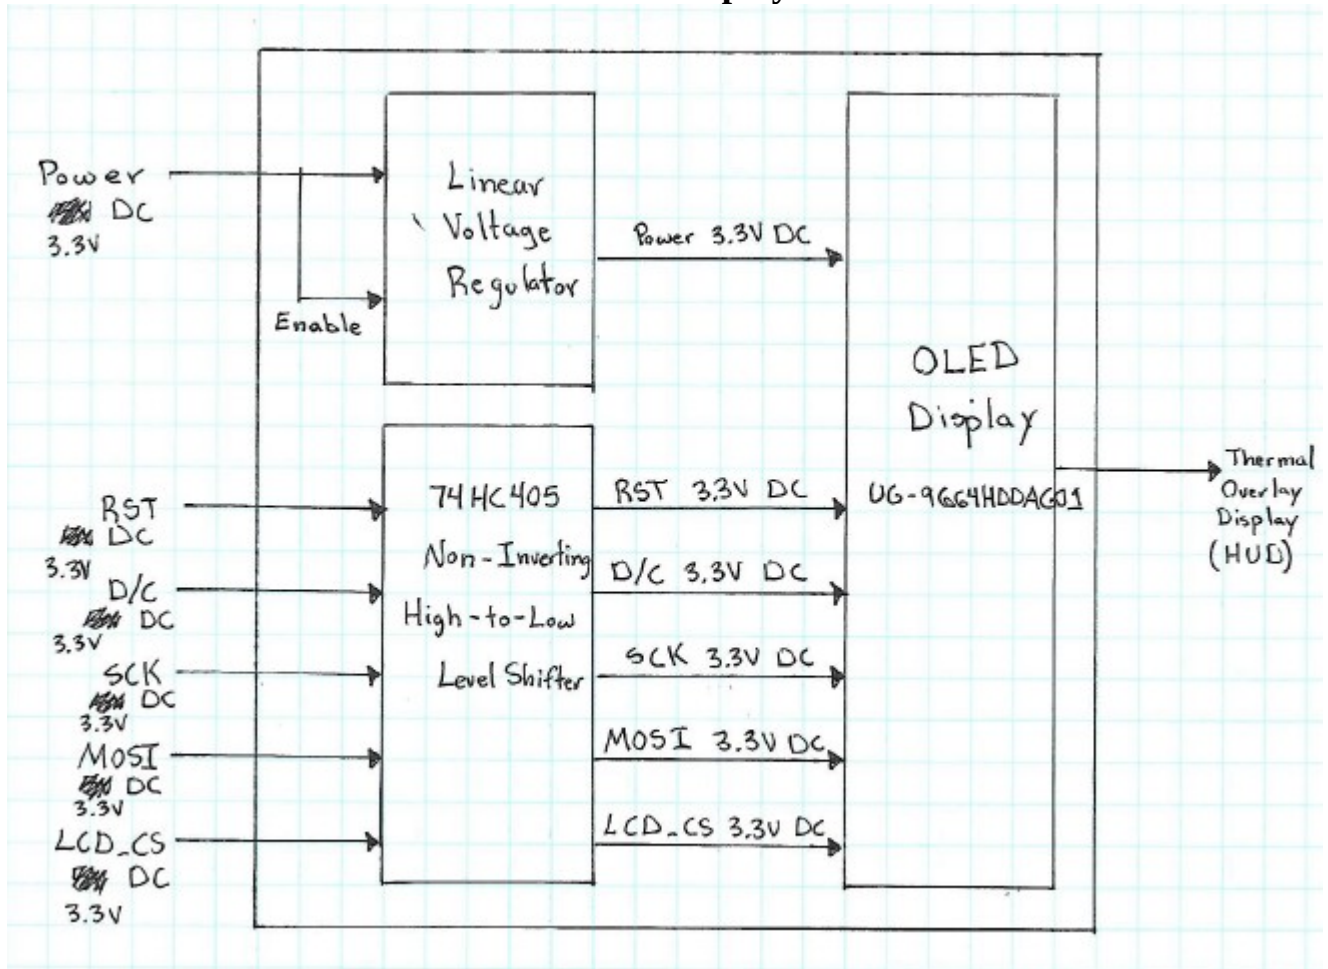 Power
DC
3.3V
Enable
Linear
Voltage
Regulator
Power 3.3V DC
OLED
Display
UG-9664HDDAG01
Thermal
Overlay
Display
(HUD)
RST
DC
3.3V
D/C
DC
3.3V
SCK
DC
3.3V
MOSI
DC
3.3V
LCD_CS
DC
3.3V
74HC405
Non-Inverting
High-to-Low
Level Shifter
RST 3.3V DC
D/C 3.3V DC
SCK 3.3V DC
MOSI 3.3V DC
LCD_CS 3.3V DC